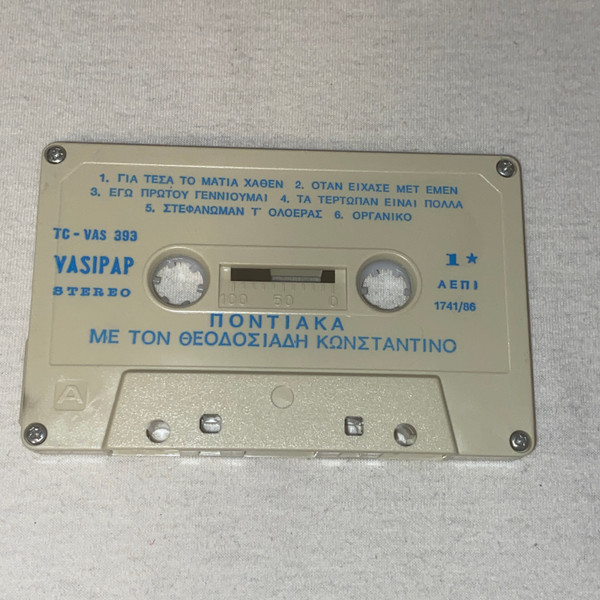 1. ΓΙΑ ΤΕΣΑ ΤΟ ΜΑΤΙΑ ΧΑΘΕΝ 2. ΟΤΑΝ ΕΙΧΑΣΕ ΜΕΤ ΕΜΕΝ
3. ΕΓΩ ΠΡΩΤΟΥ ΓΕΝΝΙΟΥΜΑΙ 4. ΤΑ ΤΕΡΤΩΠΑΝ ΕΙΝΑΙ ΠΟΛΛΑ
5. ΣΤΕΦΑΝΩΜΑΝ Τ' ΟΛΟΕΡΑΣ 6. ΟΡΓΑΝΙΚΟ
TC - VAS 393
VASIPAP
STEREO
1*
ΑΕΠΙ
1741/86
100 50 0
ΠΟΝΤΙΑΚΑ
ΜΕ ΤΟΝ ΘΕΟΔΟΣΙΑΔΗ ΚΩΝΣΤΑΝΤΙΝΟ
A